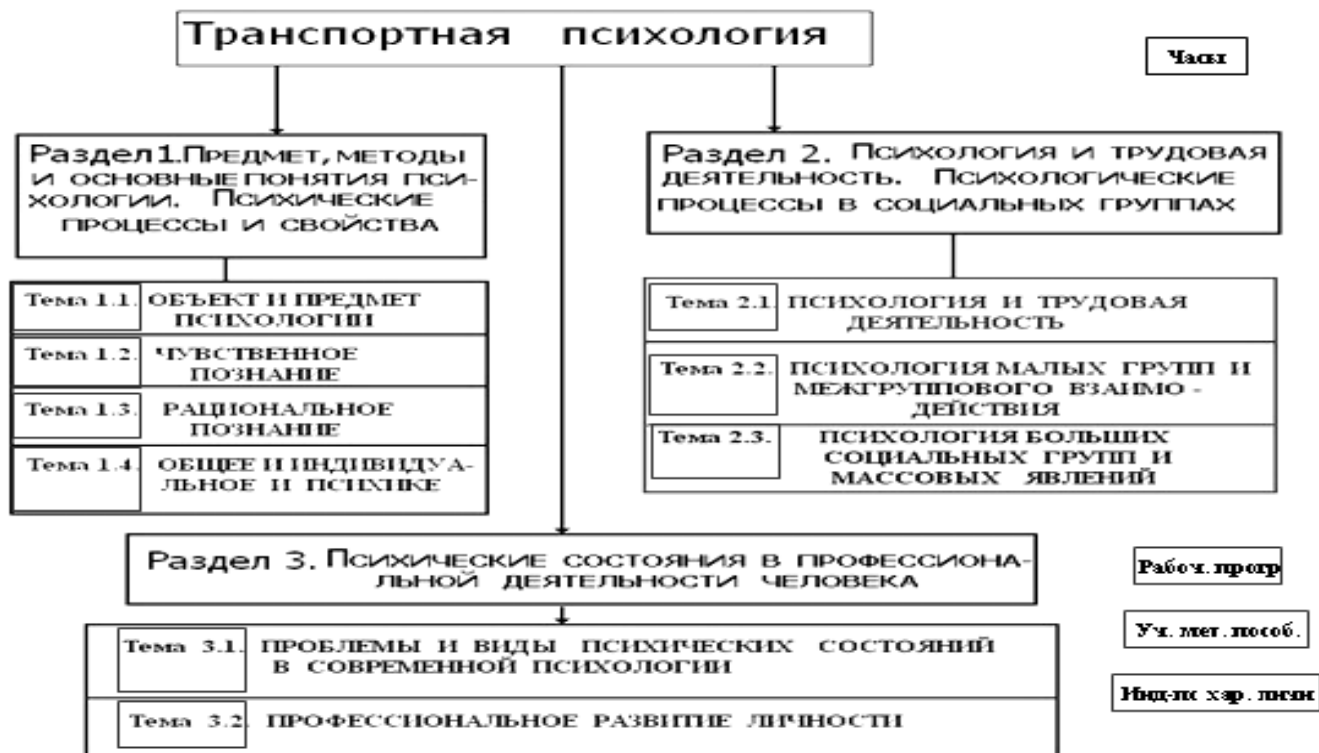 Транспортная психология
Часы
Раздел 1. Предмет, методы
и основные понятия пси-
хологии. Психические
процессы и свойства
Тема 1.1. ОБЪЕКТ И ПРЕДМЕТ
ПСИХОЛОГИИ
Тема 1.2. ЧУВСТВЕННОЕ
ПОЗНАНИЕ
Тема 1.3. РАЦИОНАЛЬНОЕ
ПОЗНАНИЕ
Тема 1.4. ОБЩЕЕ И ИНДИВИДУА-
ЛЬНОЕ И ПСИХИКЕ
Раздел 2. Психология и трудовая
деятельность. Психологические
процессы в социальных группах
Тема 2.1. ПСИХОЛОГИЯ И ТРУДОВАЯ
ДЕЯТЕЛЬНОСТЬ
Тема 2.2. ПСИХОЛОГИЯ МАЛЫХ ГРУПП И
МЕЖГРУППОВОГО ВЗАИМО -
ДЕЙСТВИЯ
Тема 2.3. ПСИХОЛОГИЯ БОЛЬШИХ
СОЦИАЛЬНЫХ ГРУПП И
МАССОВЫХ ЯВЛЕНИЙ
Раздел 3. Психические состояния в профессиона-
льной деятельности человека
Тема 3.1. ПРОБЛЕМЫ И ВИДЫ ПСИХИЧЕСКИХ СОСТОЯНИЙ
В СОВРЕМЕННОЙ ПСИХОЛОГИИ
Тема 3.2. ПРОФЕССИОНАЛЬНОЕ РАЗВИТИЕ ЛИЧНОСТИ
Рабоч. прогр
Уч. мет. пособ.
Инд-пс хар. личн